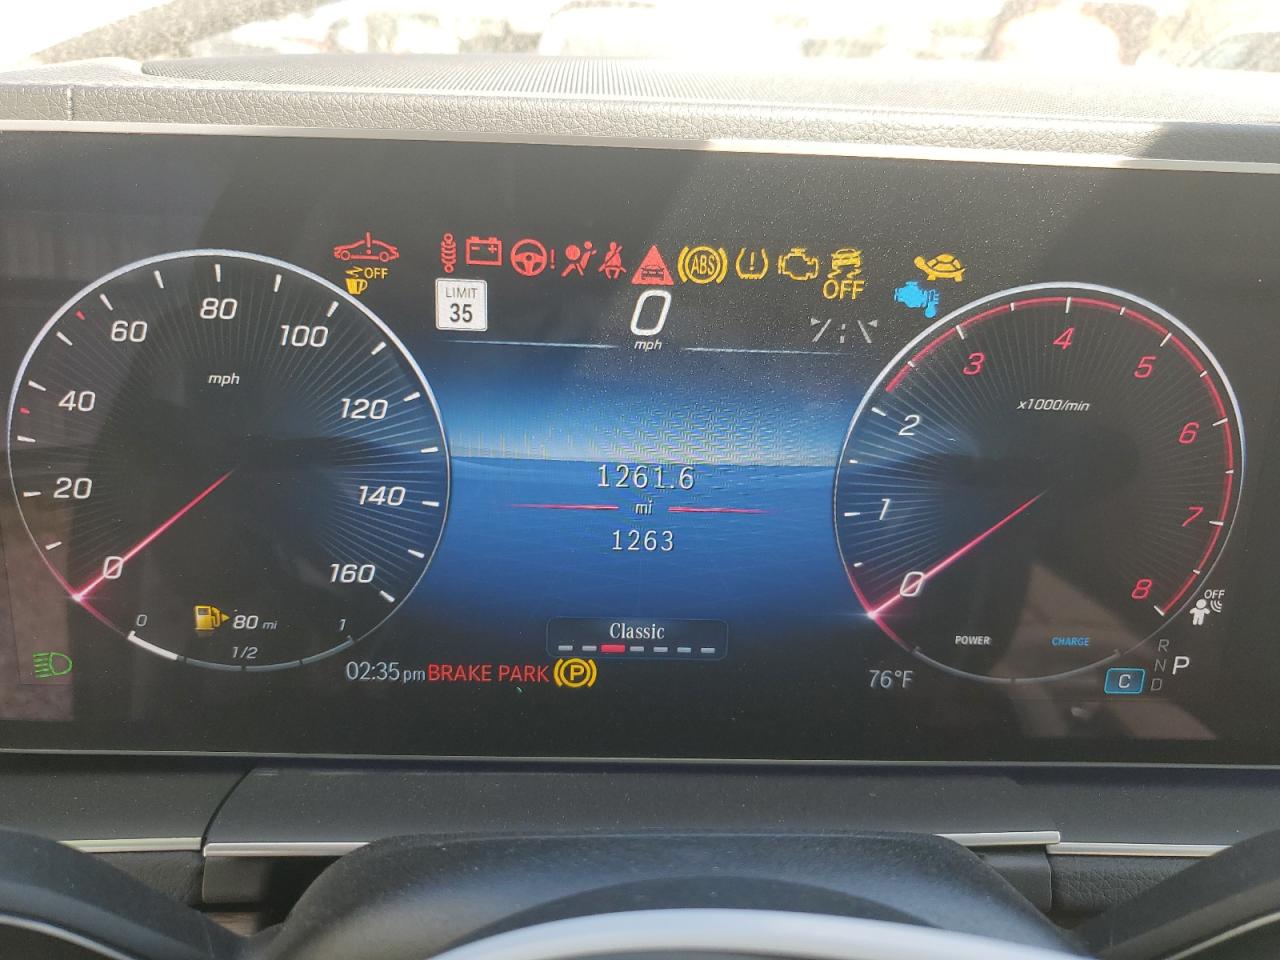 OFF
LIMIT
35
ABS
OFF
0
mph
0
20
40
60
80
100
120
140
160
mph
0
1
2
3
4
5
6
7
8
x1000/min
1261.6
mi
1263
0
80 mi
1
1/2
Classic
POWER
CHARGE
OFF
R
N
D
P
C
02:35 pm
BRAKE PARK
P
76°F